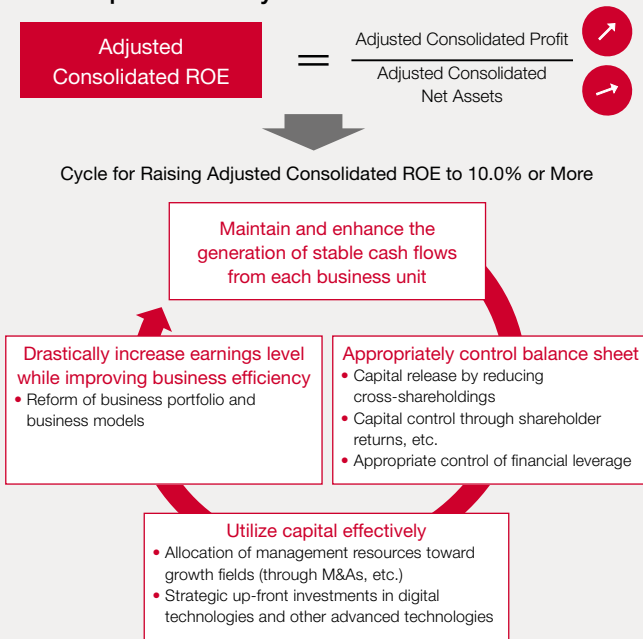 Adjusted
Consolidated ROE
=
Adjusted Consolidated Profit
Adjusted Consolidated
Net Assets
Cycle for Raising Adjusted Consolidated ROE to 10.0% or More
Maintain and enhance the
generation of stable cash flows
from each business unit
Drastically increase earnings level
while improving business efficiency
• Reform of business portfolio and
business models
Appropriately control balance sheet
• Capital release by reducing
cross-shareholdings
• Capital control through shareholder
returns, etc.
• Appropriate control of financial leverage
Utilize capital effectively
• Allocation of management resources toward
growth fields (through M&As, etc.)
• Strategic up-front investments in digital
technologies and other advanced technologies